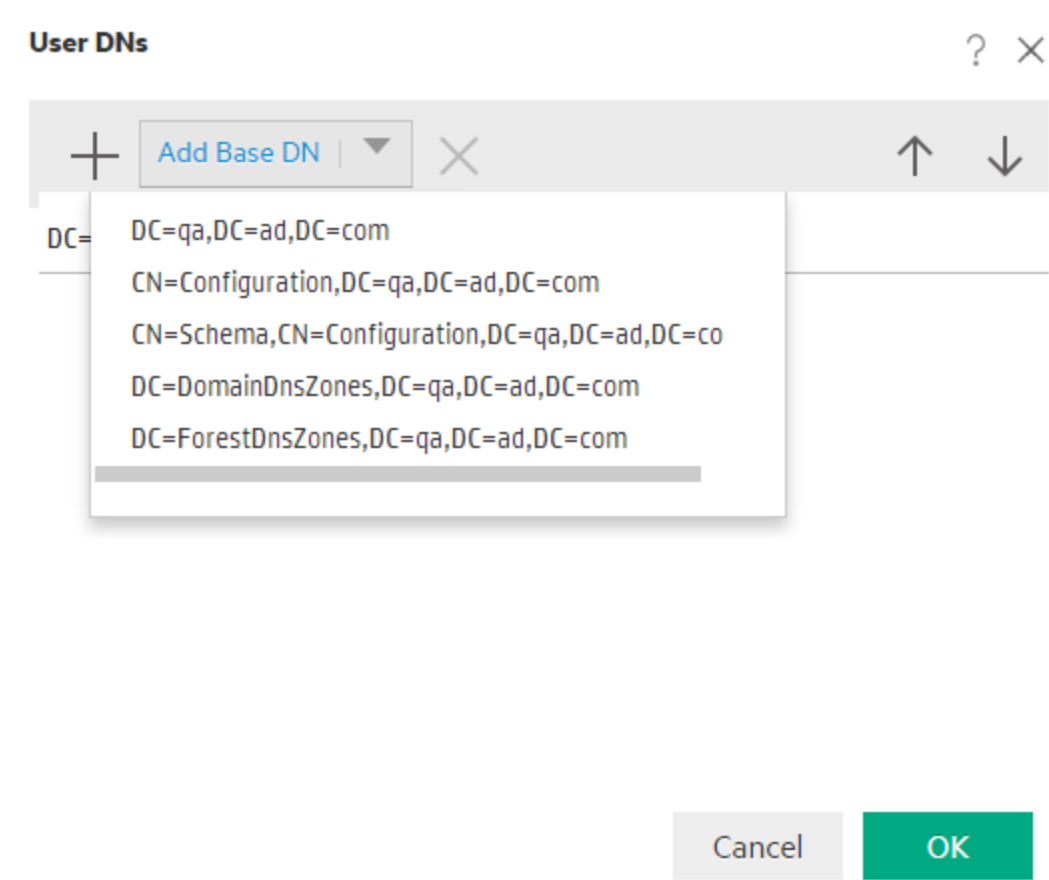 User DNs
?
Add Base DN
DC=
DC=qa,DC=ad,DC=com
CN=Configuration,DC=qa,DC=ad,DC=com
CN=Schema,CN=Configuration,DC=qa,DC=ad,DC=co
DC=DomainDnsZones,DC=qa,DC=ad,DC=com
DC=ForestDnsZones,DC=qa,DC=ad,DC=com
Cancel OK